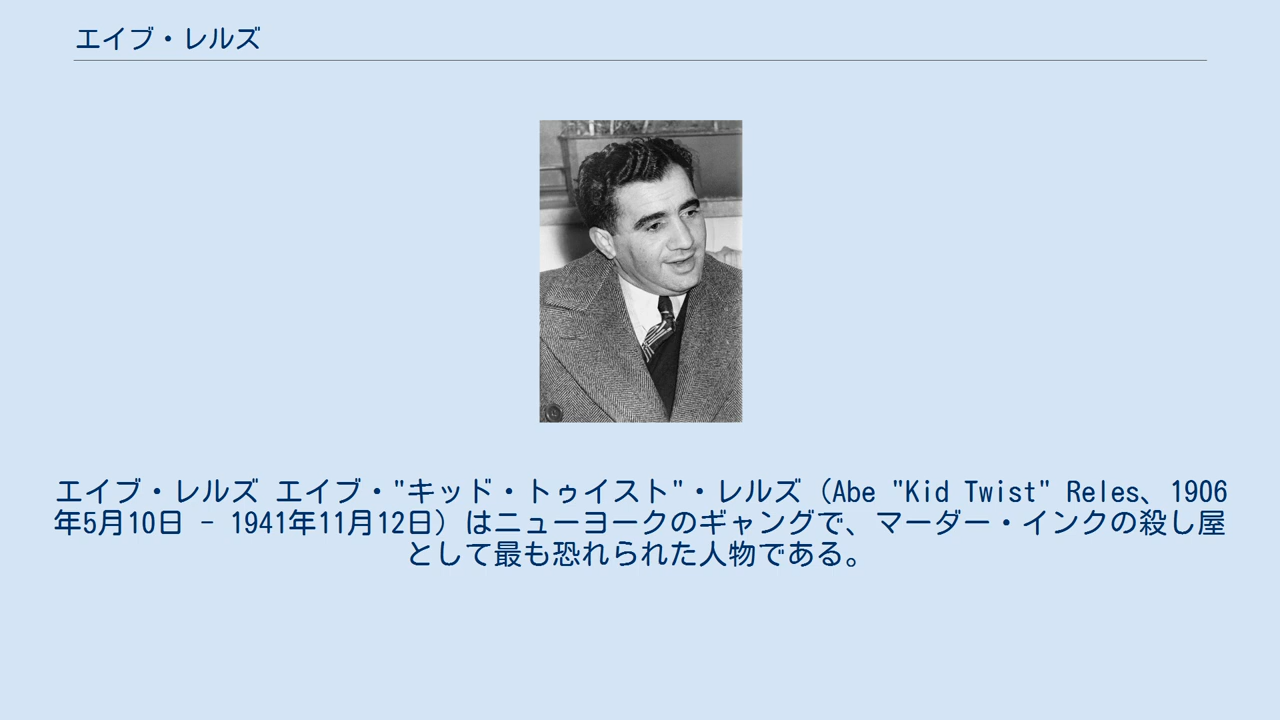 エイブ・レルズ
エイブ・レルズ エイブ・"キッド・トゥイスト"・レルズ（Abe "Kid Twist" Reles、1906
年5月10日 - 1941年11月12日）はニューヨークのギャングで、マーダー・インクの殺し屋
として最も恐れられた人物である。